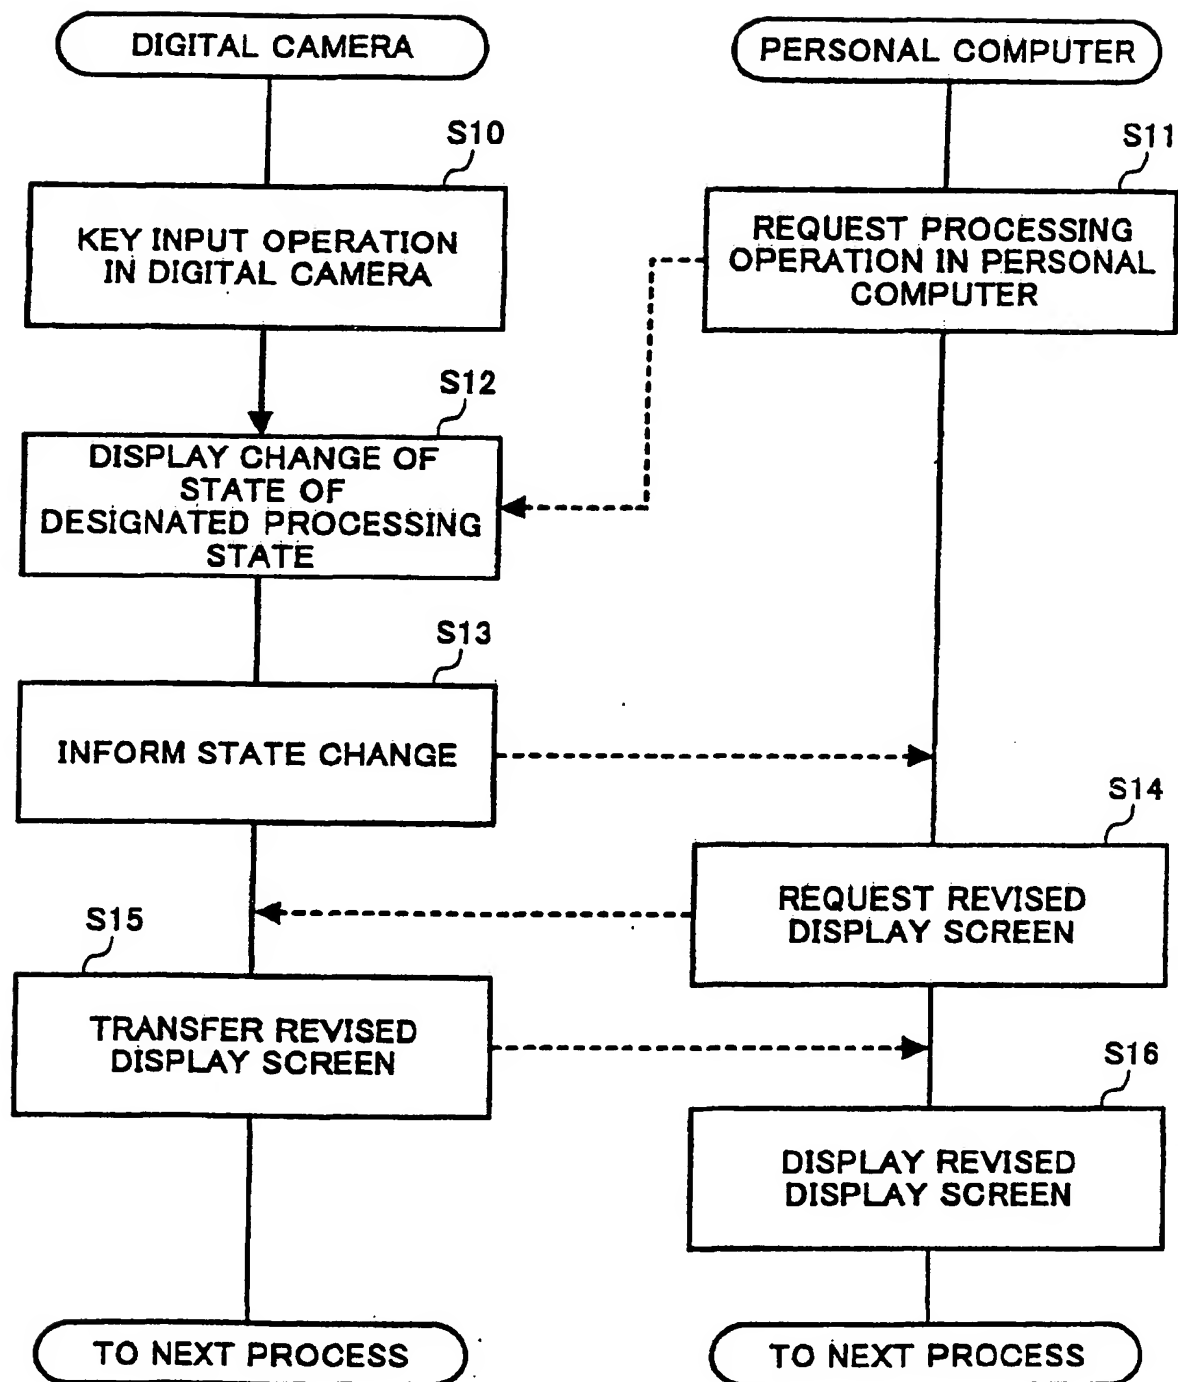 DIGITAL CAMERA
PERSONAL COMPUTER
S10
KEY INPUT OPERATION
IN DIGITAL CAMERA
S11
REQUEST PROCESSING
OPERATION IN PERSONAL
COMPUTER
S12
DISPLAY CHANGE OF
STATE OF
DESIGNATED PROCESSING
STATE
S13
INFORM STATE CHANGE
S14
REQUEST REVISED
DISPLAY SCREEN
S15
TRANSFER REVISED
DISPLAY SCREEN
S16
DISPLAY REVISED
DISPLAY SCREEN
TO NEXT PROCESS
TO NEXT PROCESS